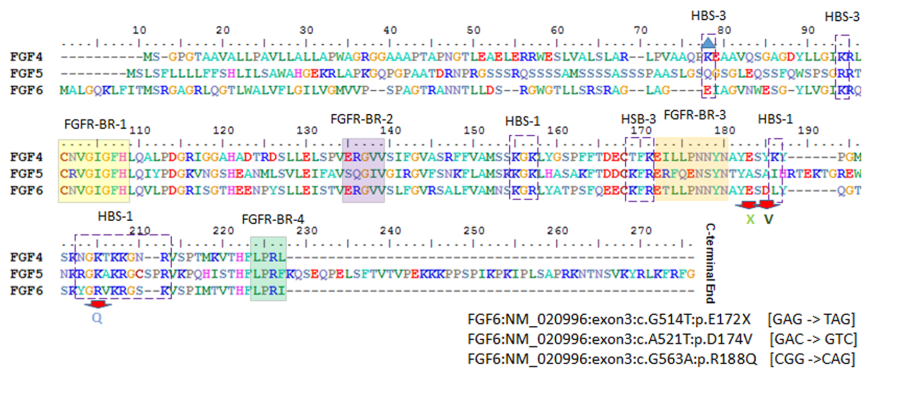 HBS-3 HBS-3
10 20 30 40 50 60 70 80 90
FGF4 ----------MS-GPGTAAVALLPAVLLALLAPWAGRGGAAAPTAPNGTLEAELERRWESLVALSLAR--LPVAAQPKEAAVQSGAGDYLLGIKRL
FGF5 --------MSLSFLLLLFFSHLILSAWAHGEKRLAPKGQPGPAATDRNPRGSSSRQSSSSAMSSSSASSSPAASLGSQGSGLEQSSFQWSPSGRRT
FGF6 MALGQKLFITMSRGAGRLQGTLWALVFLGILVGMVVP--SPAGTRANNTLLDS--RGWGTLLSRSRAG--LAG----EIAGVNWESG-YLVGIKRQ
FGFR-BR-1 FGFR-BR-2 HBS-1 HSB-3 FGFR-BR-3 HBS-1
110 120 130 140 150 160 170 180 190
FGF4 CNVGIGFHLQALPDGRIGGAHADTRDSLLELSPVERGVVSIFGVASRFFVAMSSKGKLYGSPFFTDECTFKEILLPNNYNAYESYKY------PGM
FGF5 CRVGIGFHLQIYPDGKVNGSHEANMLSVLEIFAVSQGIVGIRGVFSNKFLAMSKKGKLHASAKFTDDCKFRERFQENSYNTYASAIHRTEKTGREW
FGF6 CNVGIGFHLQVLPDGRISGTHEENPYSLLEISTVERGVVSLFGVRSALFVAMNSKGRLYATPSFQEECKFRETLLPNNYNAYESDLY------QGT
X V
HBS-1 FGFR-BR-4
210 220 230 240 250 260 270
FGF4 SKNGKTKKGN--RVSPTMKVTHFLPRL
FGF5 NKRGKAKRGCSPRVKPQHISTHFLPRFKQSEQPELSFTVTVPEKKKPPSPIKPKIPLSAPRKNTNSVKYRLKFRFG
FGF6 SKYGRVKRGS--KVSPIMTVTHFLPRI
Q
C-terminal End
FGF6:NM_020996:exon3:c.G514T:p.E172X [GAG -> TAG]
FGF6:NM_020996:exon3:c.A521T:p.D174V [GAC -> GTC]
FGF6:NM_020996:exon3:c.G563A:p.R188Q [CGG ->CAG]